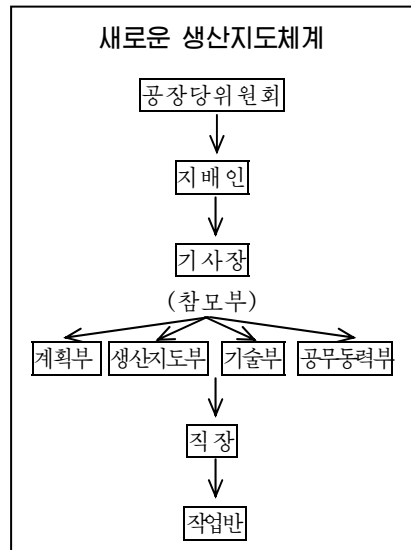 새로운 생산지도체계
공장당위원회
지배인
기사장
(참모부)
계획부 생산지도부 기술부 공무동력부
직장
작업반